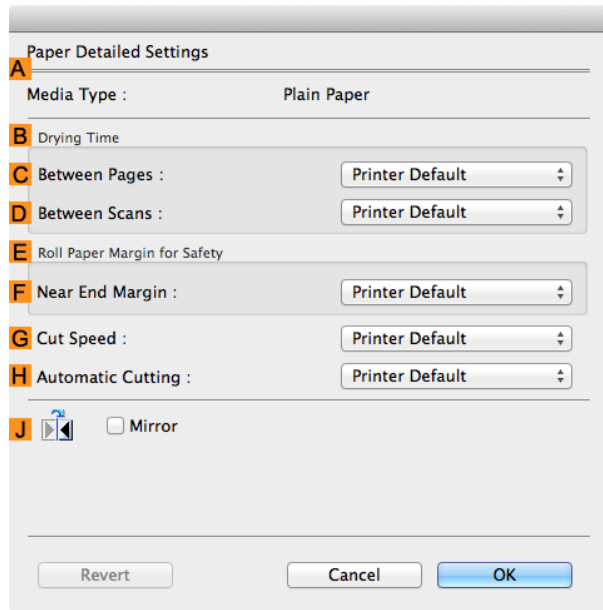 Paper Detailed Settings
A
Media Type : Plain Paper
B Drying Time
C Between Pages : Printer Default
D Between Scans : Printer Default
E Roll Paper Margin for Safety
F Near End Margin : Printer Default
G Cut Speed : Printer Default
H Automatic Cutting : Printer Default
J Mirror
Revert Cancel OK